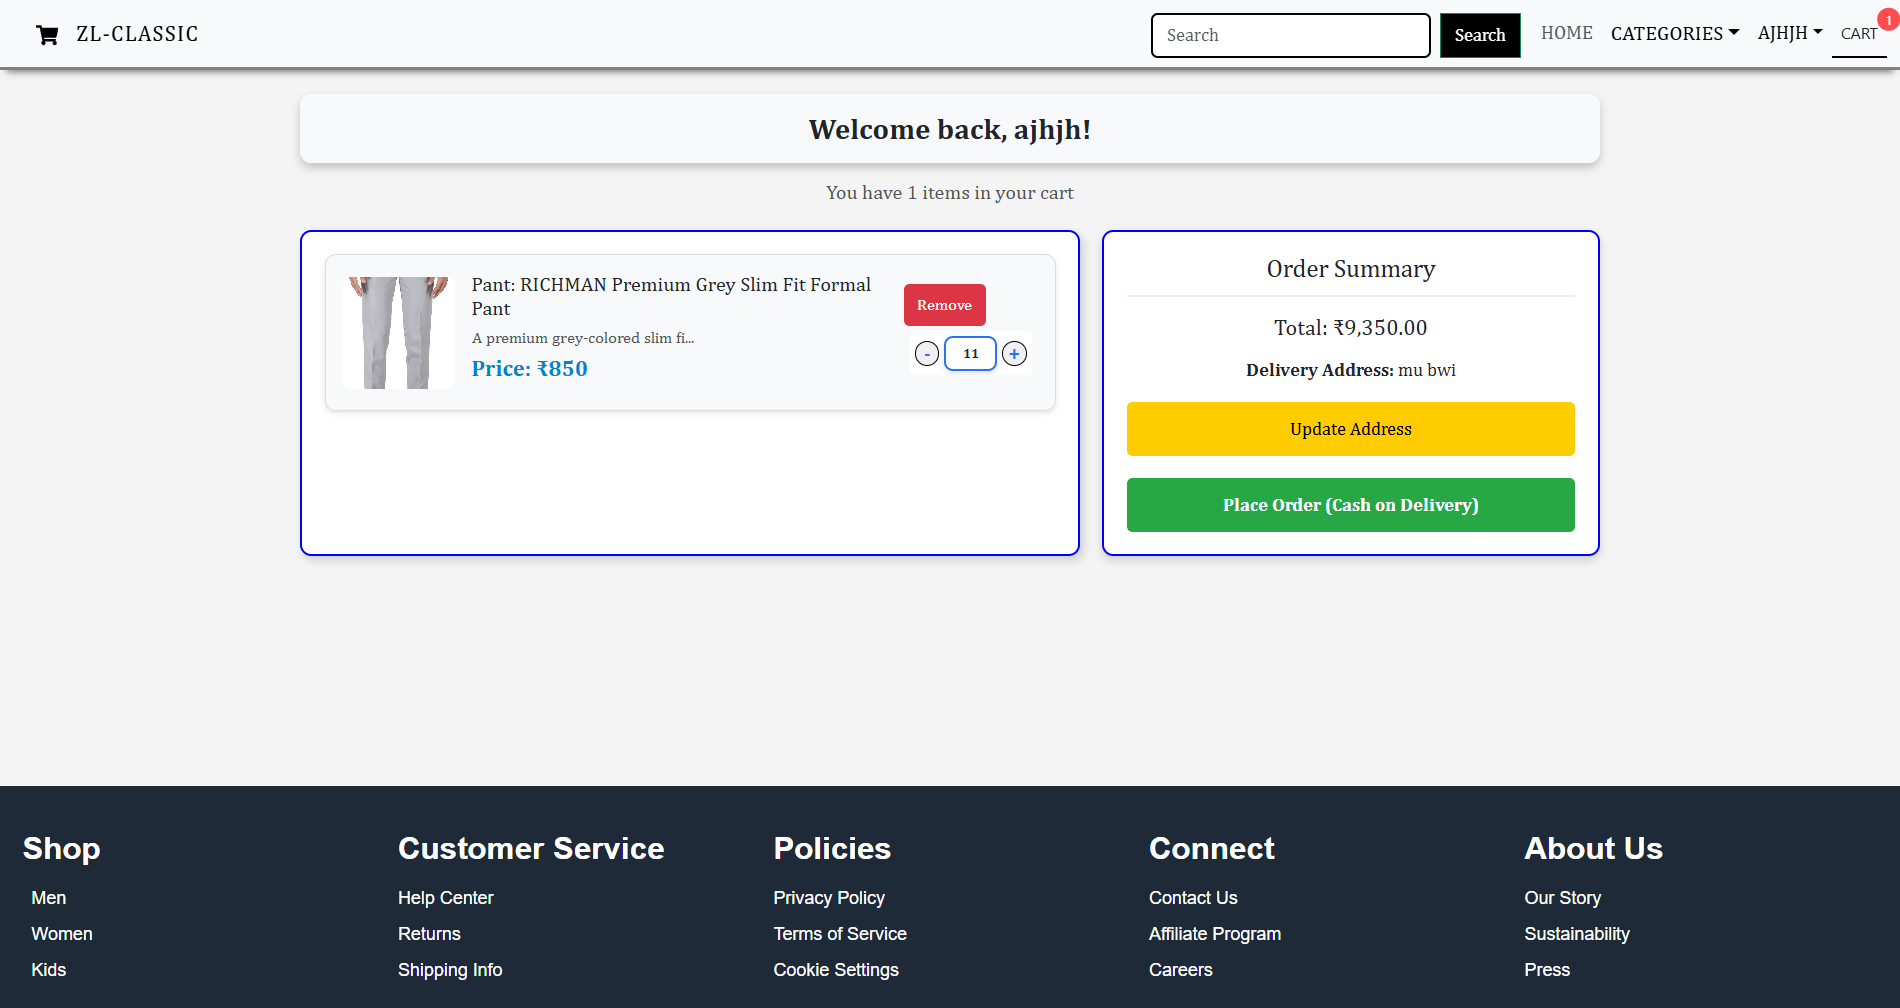 ZL-CLASSIC
Search
Search
HOME
CATEGORIES
AJHJH
CART
1
Welcome back, ajhjh!
You have 1 items in your cart
Pant: RICHMAN Premium Grey Slim Fit Formal
Pant
A premium grey-colored slim fi...
Price: ₹850
Remove
- 11 +
Order Summary
Total: ₹9,350.00
Delivery Address: mu bwi
Update Address
Place Order (Cash on Delivery)
Shop
Men
Women
Kids
Customer Service
Help Center
Returns
Shipping Info
Policies
Privacy Policy
Terms of Service
Cookie Settings
Connect
Contact Us
Affiliate Program
Careers
About Us
Our Story
Sustainability
Press